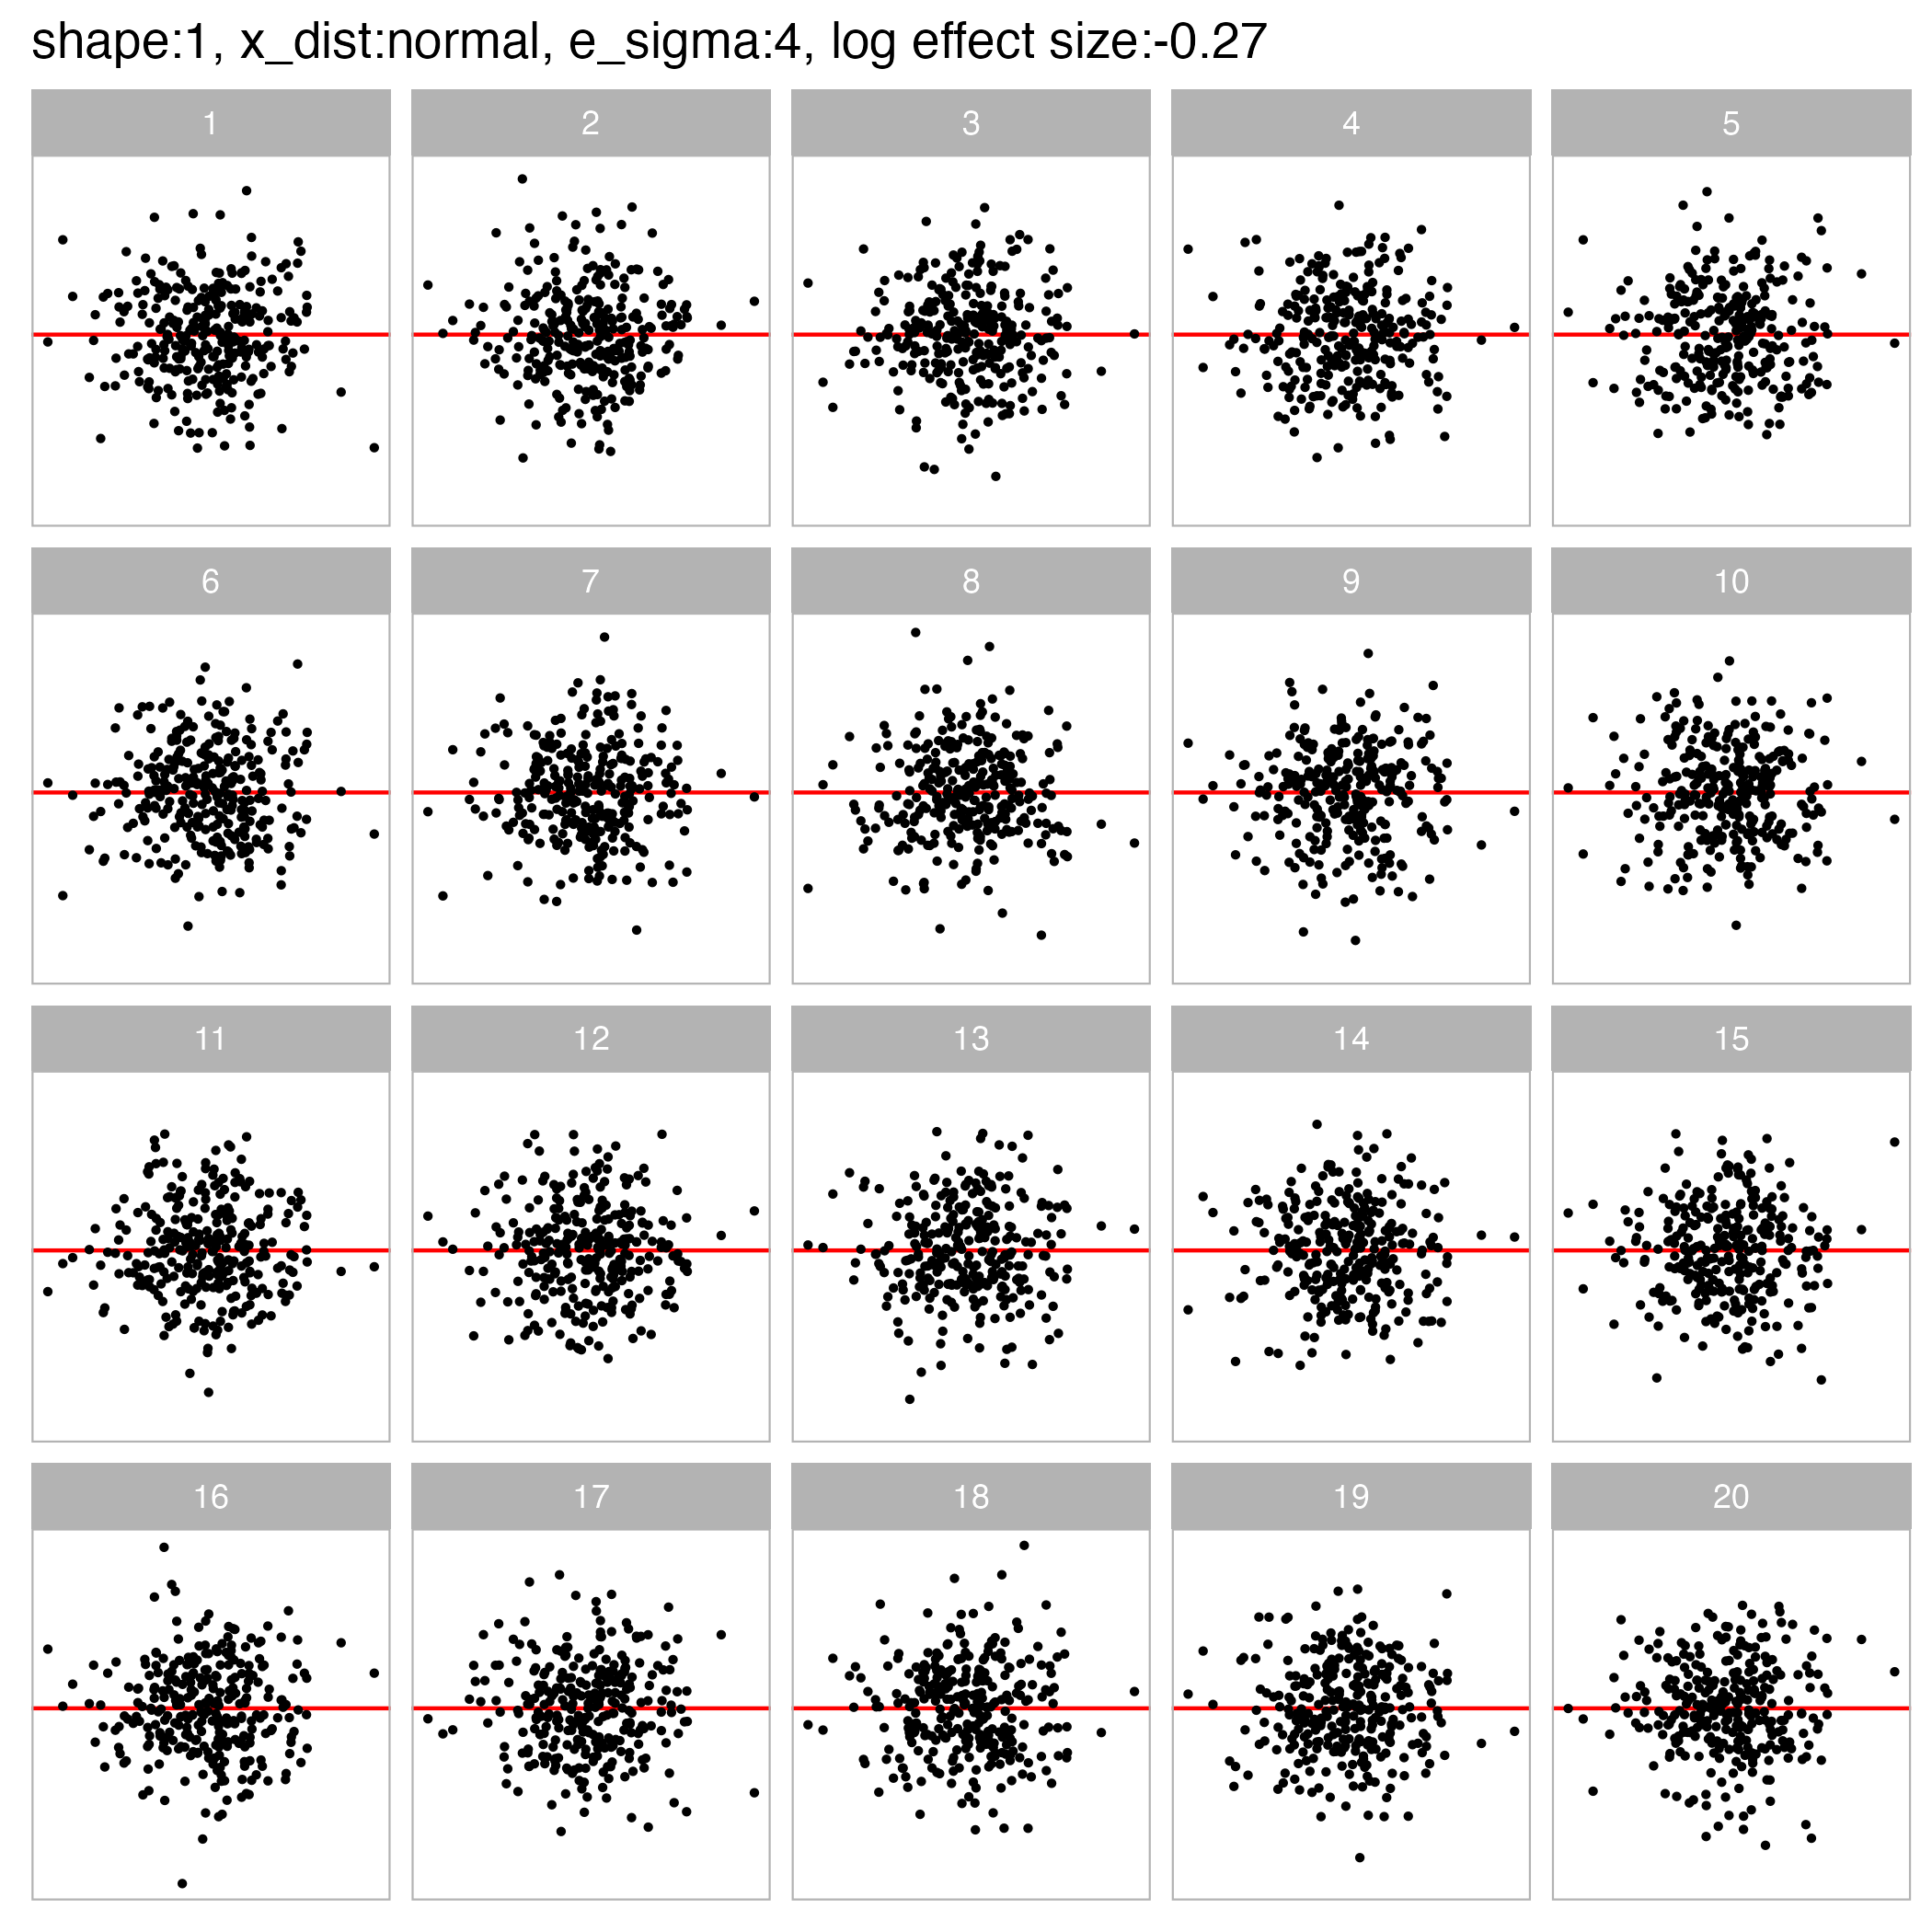 shape:1, x_dist:normal, e_sigma:4, log effect size:-0.27
1 2 3 4 5
6 7 8 9 10
11 12 13 14 15
16 17 18 19 20